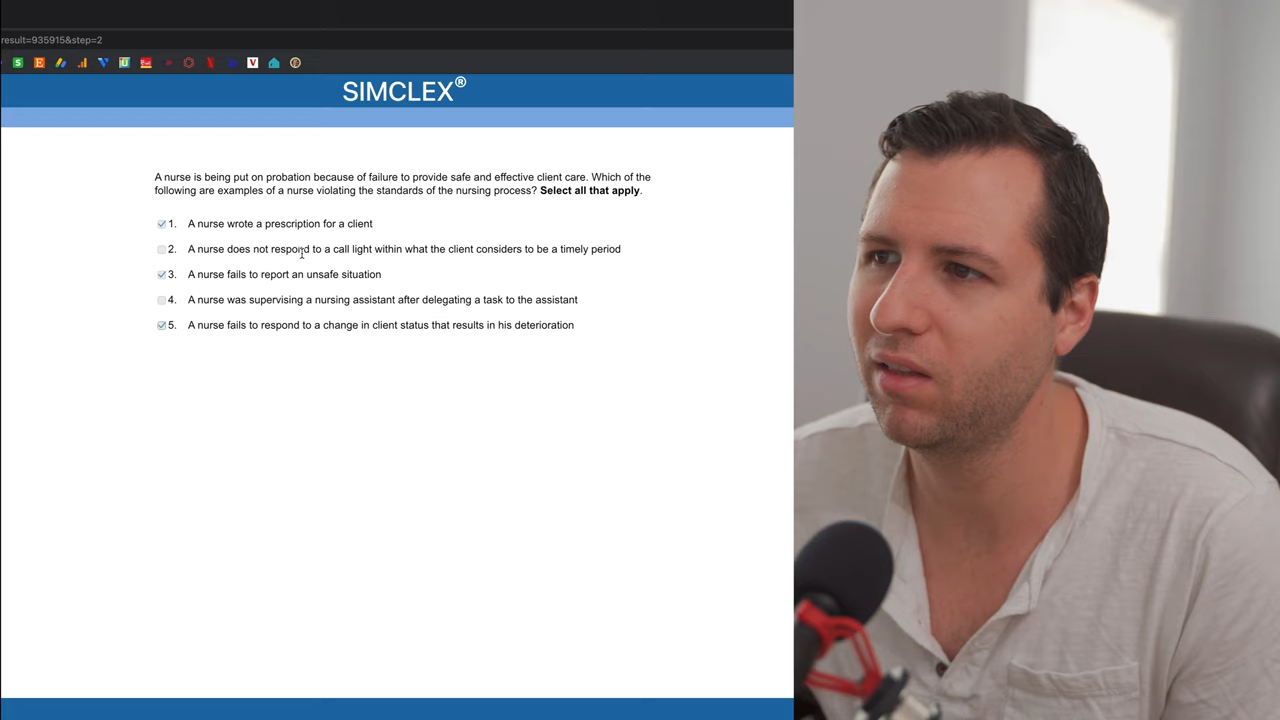 result=935915&step=2
SIMCLEX®
A nurse is being put on probation because of failure to provide safe and effective client care. Which of the
following are examples of a nurse violating the standards of the nursing process? Select all that apply.
1. A nurse wrote a prescription for a client
2. A nurse does not respond to a call light within what the client considers to be a timely period
3. A nurse fails to report an unsafe situation
4. A nurse was supervising a nursing assistant after delegating a task to the assistant
5. A nurse fails to respond to a change in client status that results in his deterioration